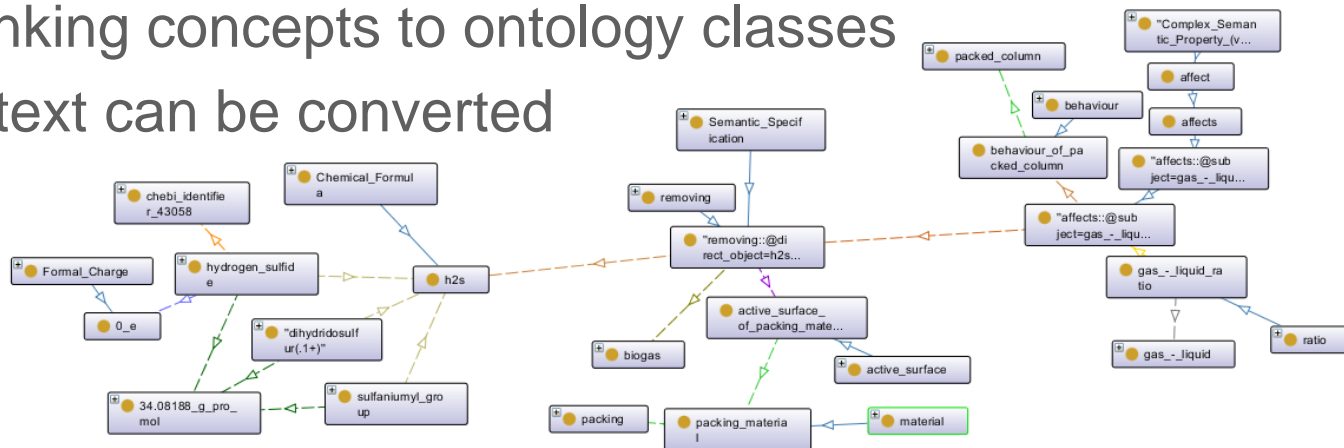 nking concepts to ontology classes
text can be converted
"Complex_Seman
tic_Property_(v...
packed_column
affect
behaviour
affects
Semantic_Specif
ication
behaviour_of_pa
cked_column
"affects::@sub
ject=gas_-_liqu...
Chemical_Formul
a
chebi_identifie
r_43058
removing
"affects::@sub
ject=gas_-_liqu...
"removing::@di
rect_object=h2s...
Formal_Charge
hydrogen_sulfid
e
h2s
gas_-_liquid_ra
tio
0_e
"dihydridosulf
ur(.1+)"
active_surface_
of_packing_mate...
biogas
active_surface
gas_-_liquid
ratio
34.08188_g_pro_
mol
sulfaniumyl_gro
up
packing
packing_materia
l
material